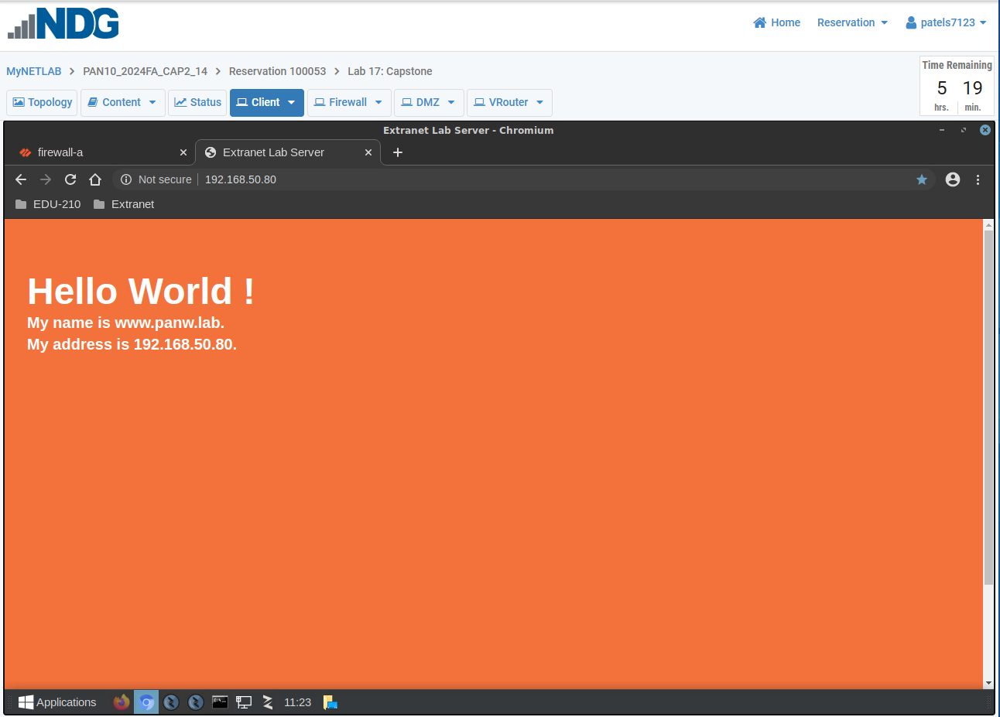 NDG
Home
Reservation
patels7123
MyNETLAB > PAN10_2024FA_CAP2_14 > Reservation 100053 > Lab 17: Capstone
Time Remaining
5 19
hrs. min.
Topology
Content
Status
Client
Firewall
DMZ
VRouter
Extranet Lab Server - Chromium
firewall-a
Extranet Lab Server
Not secure
192.168.50.80
EDU-210
Extranet
Hello World !
My name is www.panw.lab.
My address is 192.168.50.80.
Applications
11:23